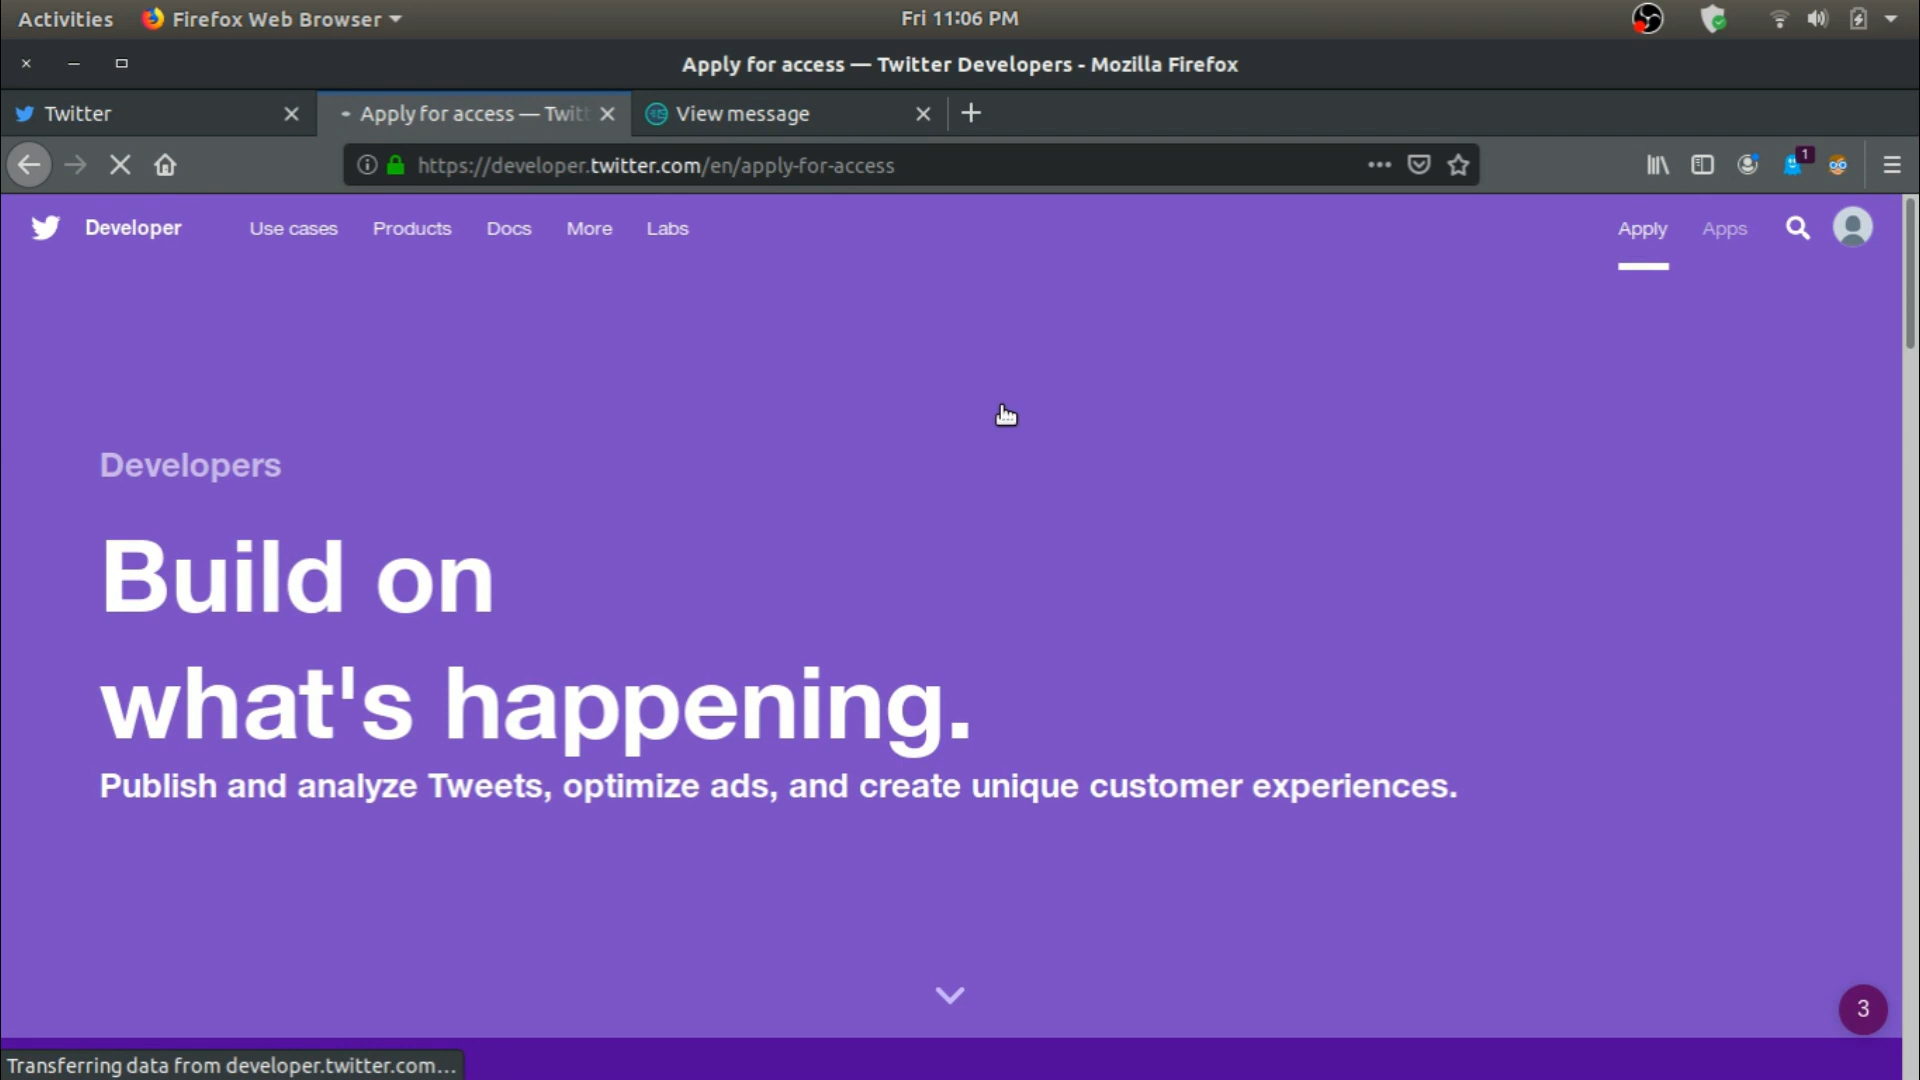 Activities Firefox Web Browser Fri 11:06 PM
Apply for access — Twitter Developers - Mozilla Firefox
Twitter Apply for access — Twitt View message
https://developer.twitter.com/en/apply-for-access 1
Developer Use cases Products Docs More Labs Apply Apps
Developers
Build on
what's happening.
Publish and analyze Tweets, optimize ads, and create unique customer experiences.
3
Transferring data from developer.twitter.com...